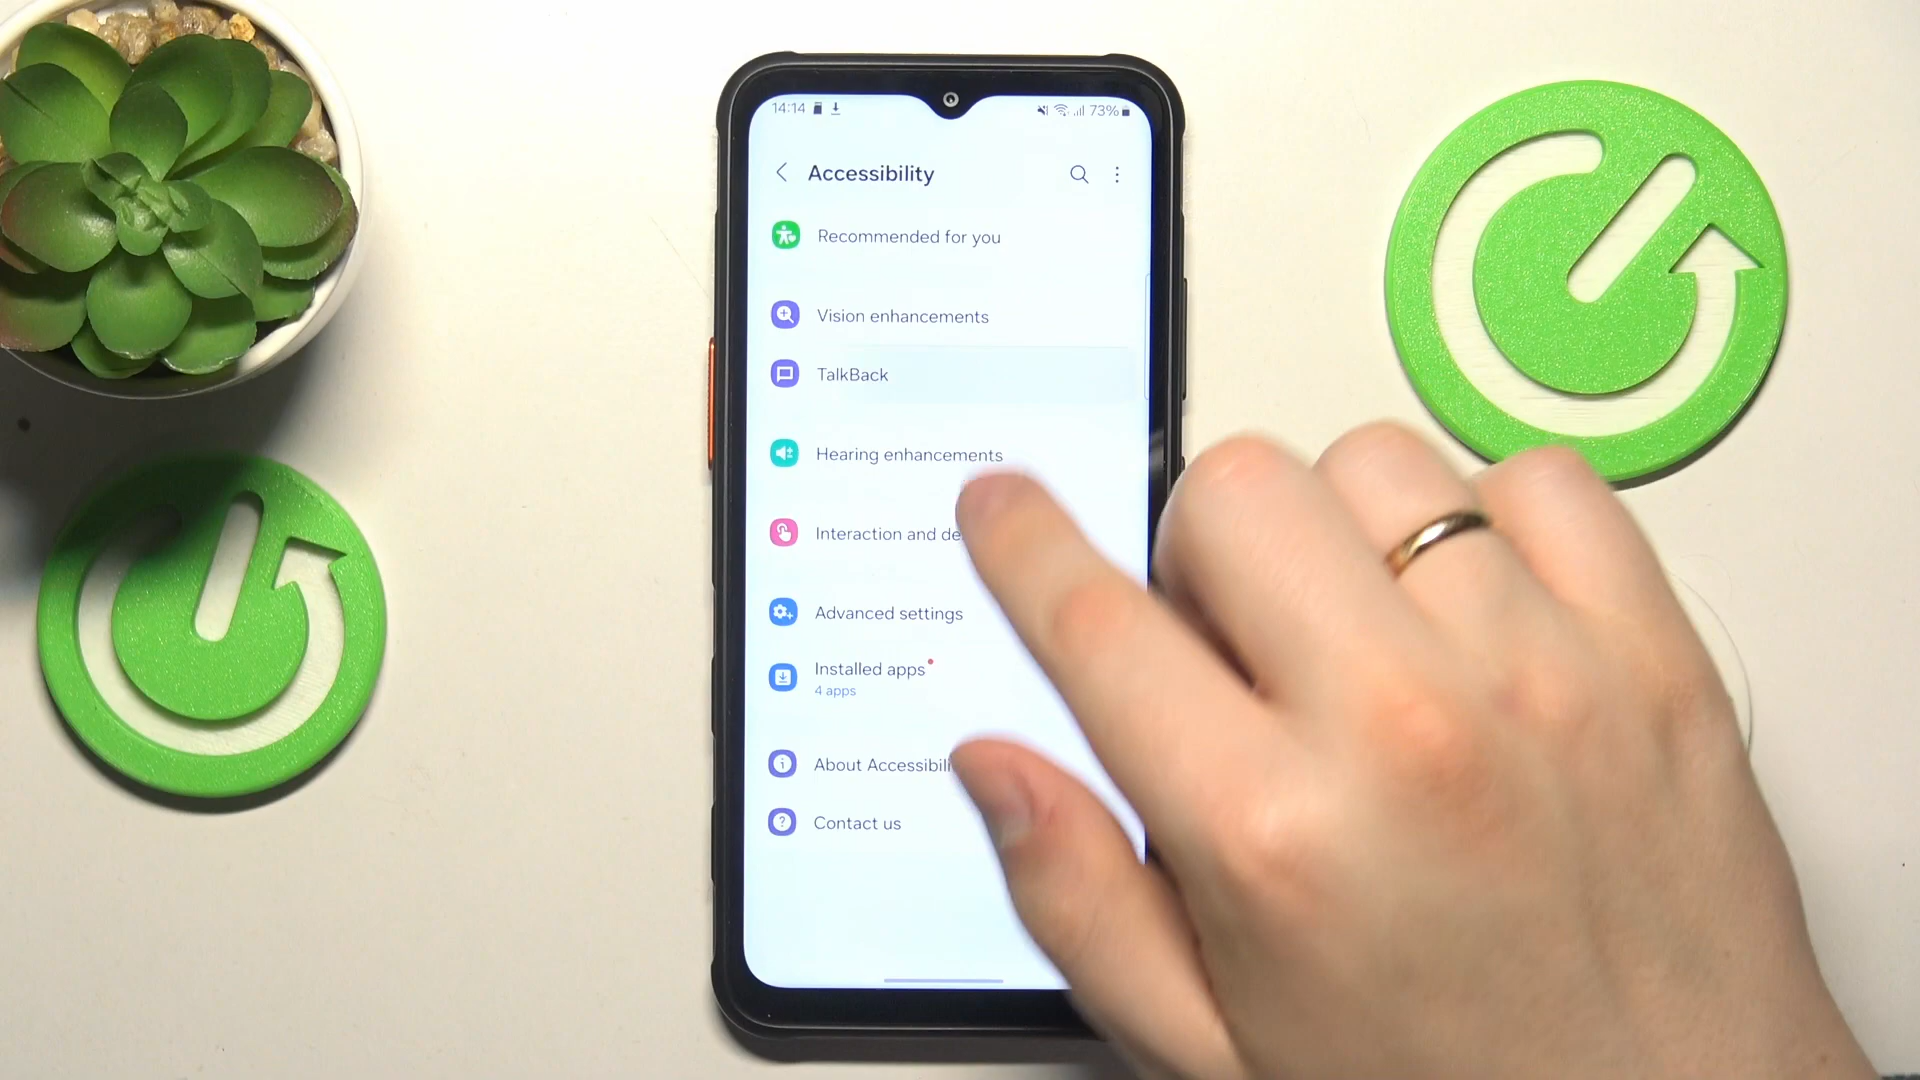 14:14
73%
Accessibility
Recommended for you
Vision enhancements
TalkBack
Hearing enhancements
Interaction and de
Advanced settings
Installed apps
4 apps
About Accessibili
Contact us